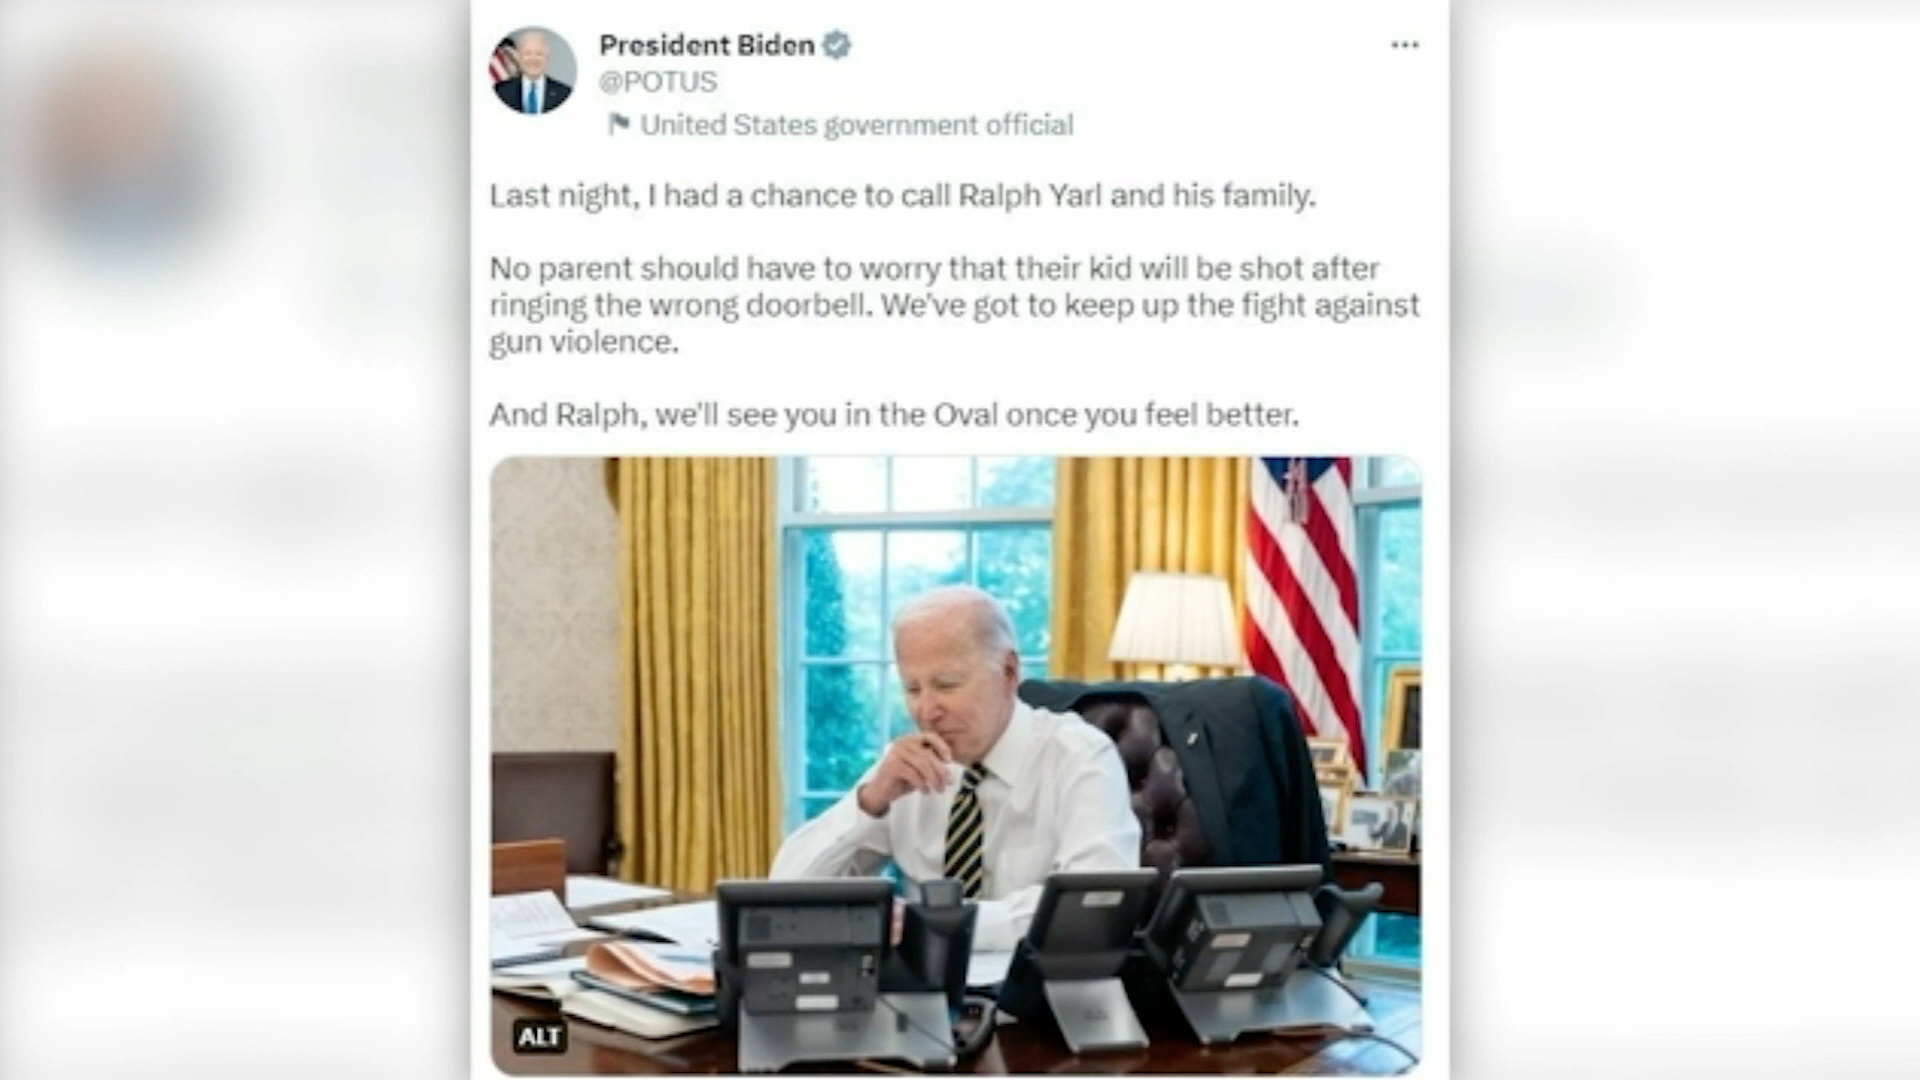 President Biden
@POTUS
United States government official
Last night, I had a chance to call Ralph Yarl and his family.
No parent should have to worry that their kid will be shot after
ringing the wrong doorbell. We've got to keep up the fight against
gun violence.
And Ralph, we'll see you in the Oval once you feel better.
ALT